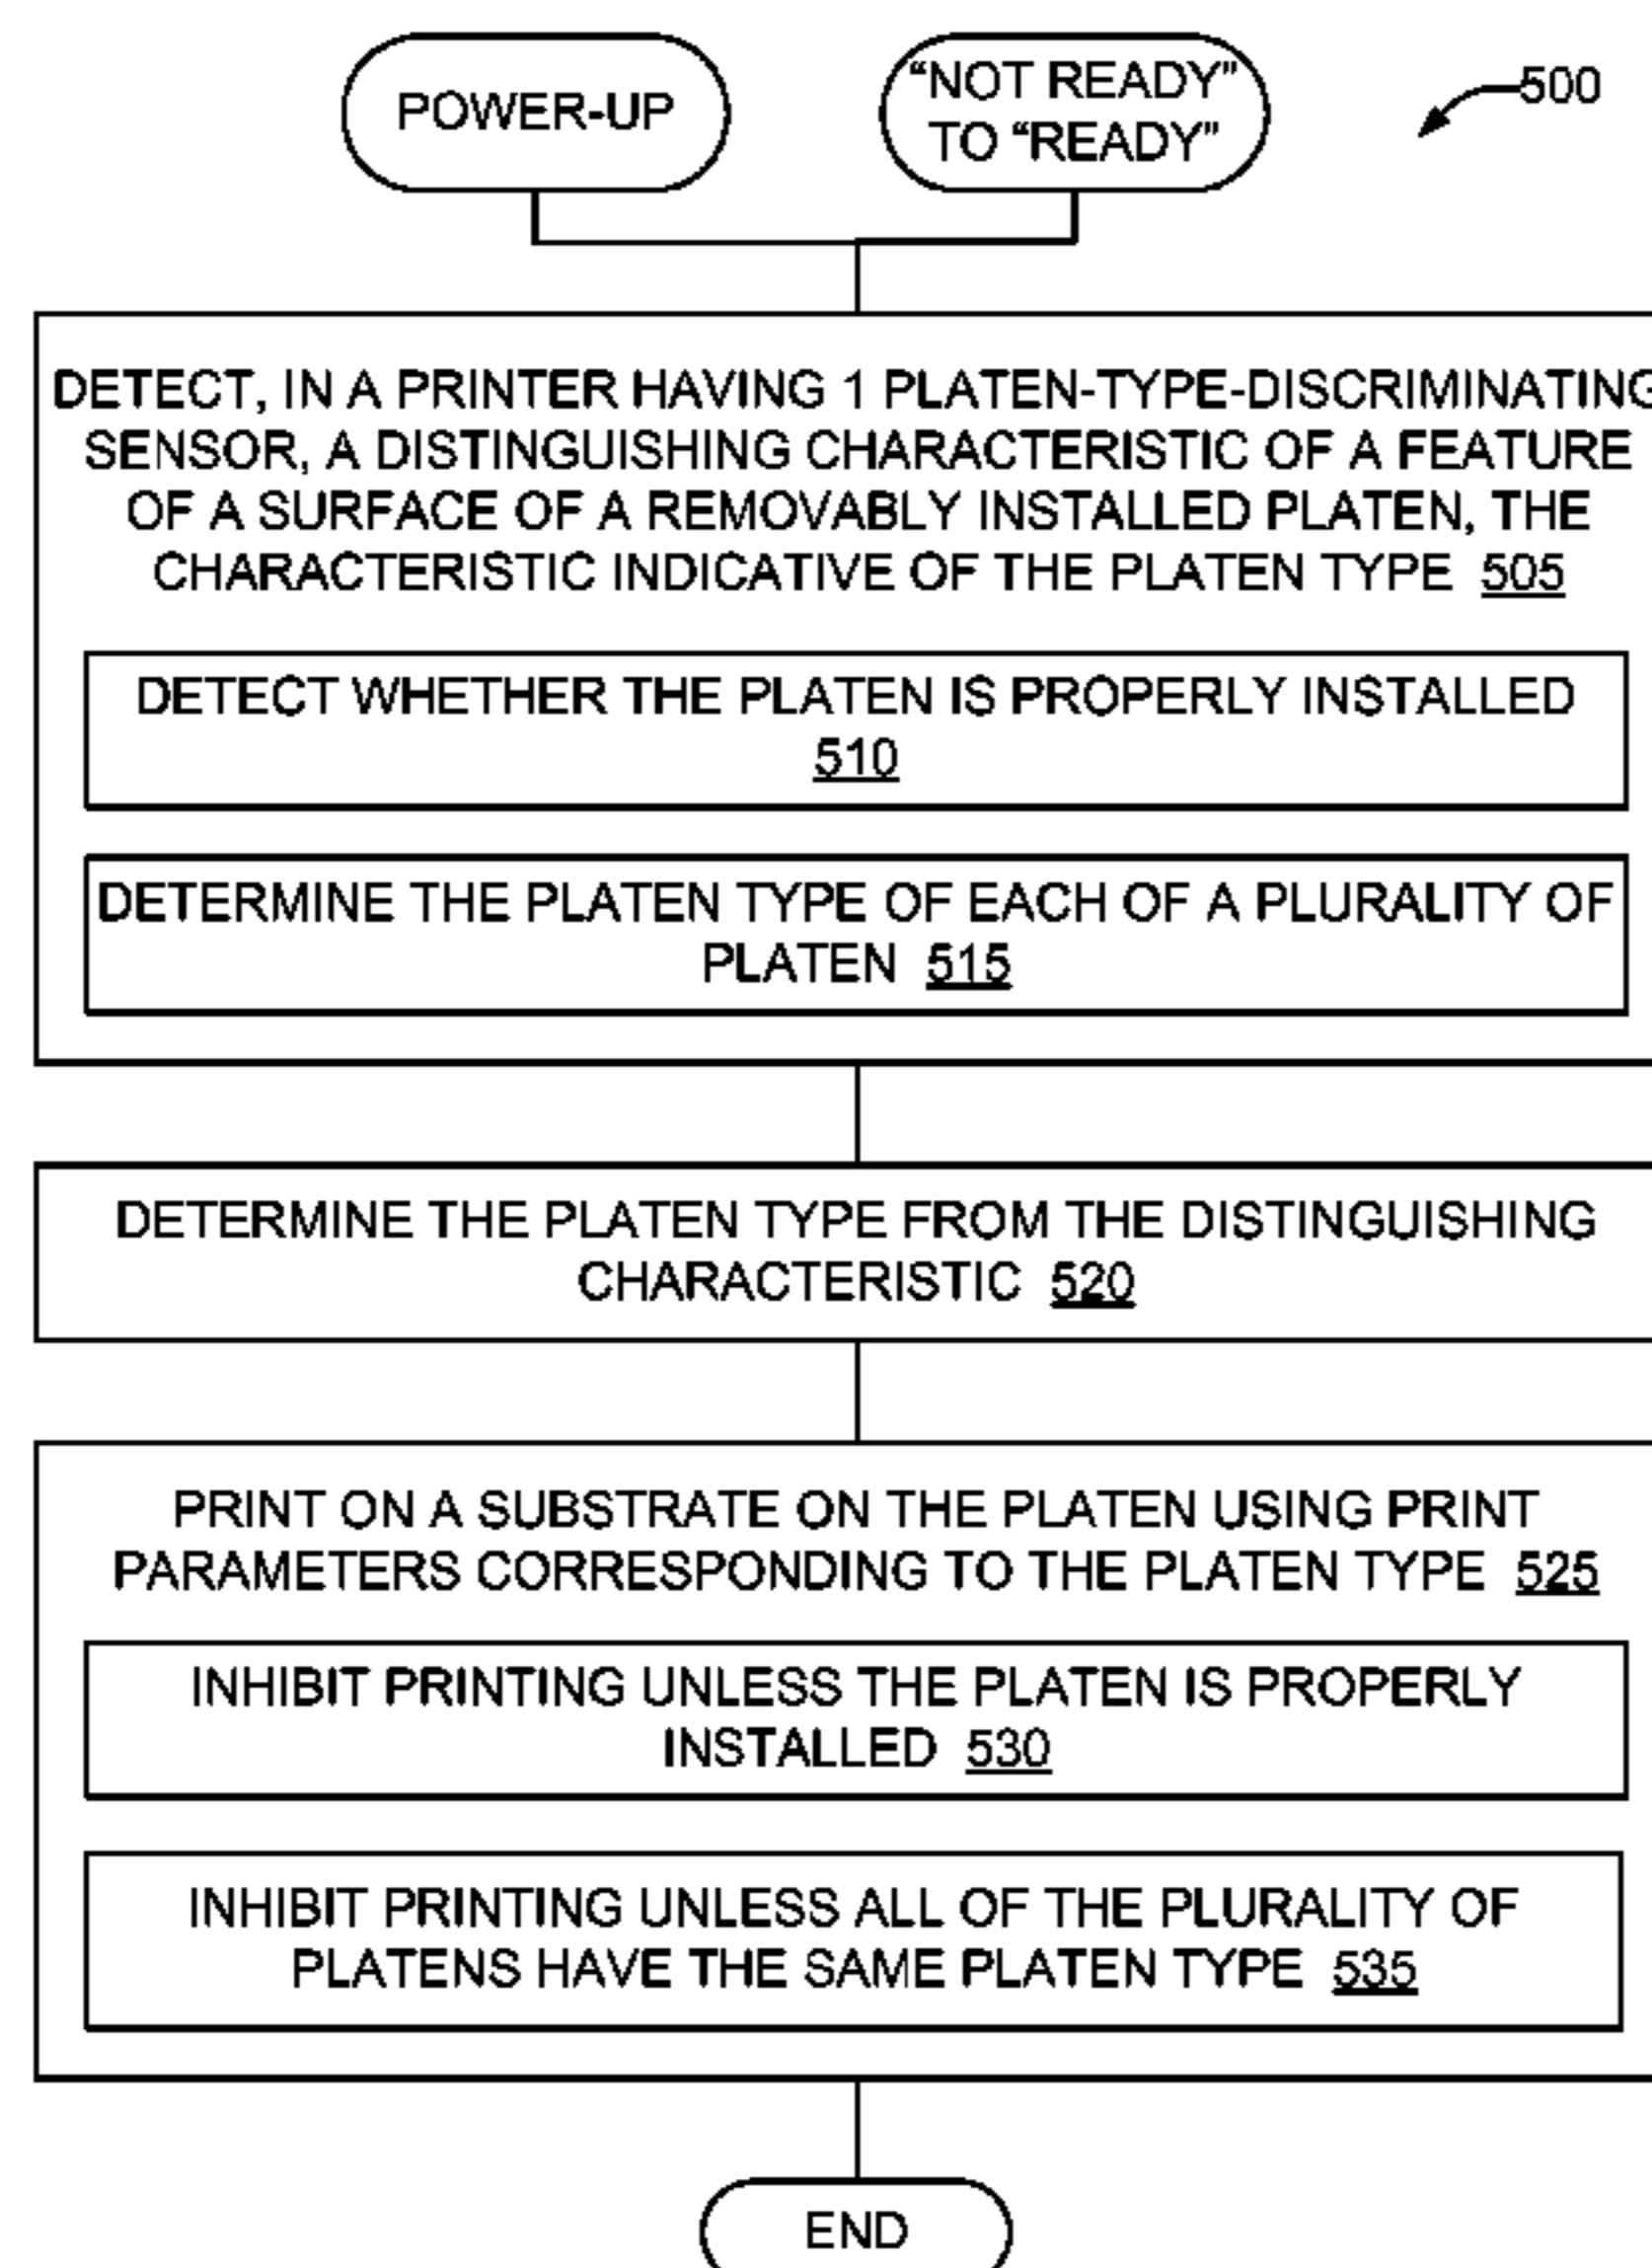 POWER-UP
“NOT READY”
TO “READY”
500
DETECT, IN A PRINTER HAVING 1 PLATEN-TYPE-DISCRIMINATING
SENSOR, A DISTINGUISHING CHARACTERISTIC OF A FEATURE
OF A SURFACE OF A REMOVABLY INSTALLED PLATEN, THE
CHARACTERISTIC INDICATIVE OF THE PLATEN TYPE 505
DETECT WHETHER THE PLATEN IS PROPERLY INSTALLED
510
DETERMINE THE PLATEN TYPE OF EACH OF A PLURALITY OF
PLATEN 515
DETERMINE THE PLATEN TYPE FROM THE DISTINGUISHING
CHARACTERISTIC 520
PRINT ON A SUBSTRATE ON THE PLATEN USING PRINT
PARAMETERS CORRESPONDING TO THE PLATEN TYPE 525
INHIBIT PRINTING UNLESS THE PLATEN IS PROPERLY
INSTALLED 530
INHIBIT PRINTING UNLESS ALL OF THE PLURALITY OF
PLATENS HAVE THE SAME PLATEN TYPE 535
END